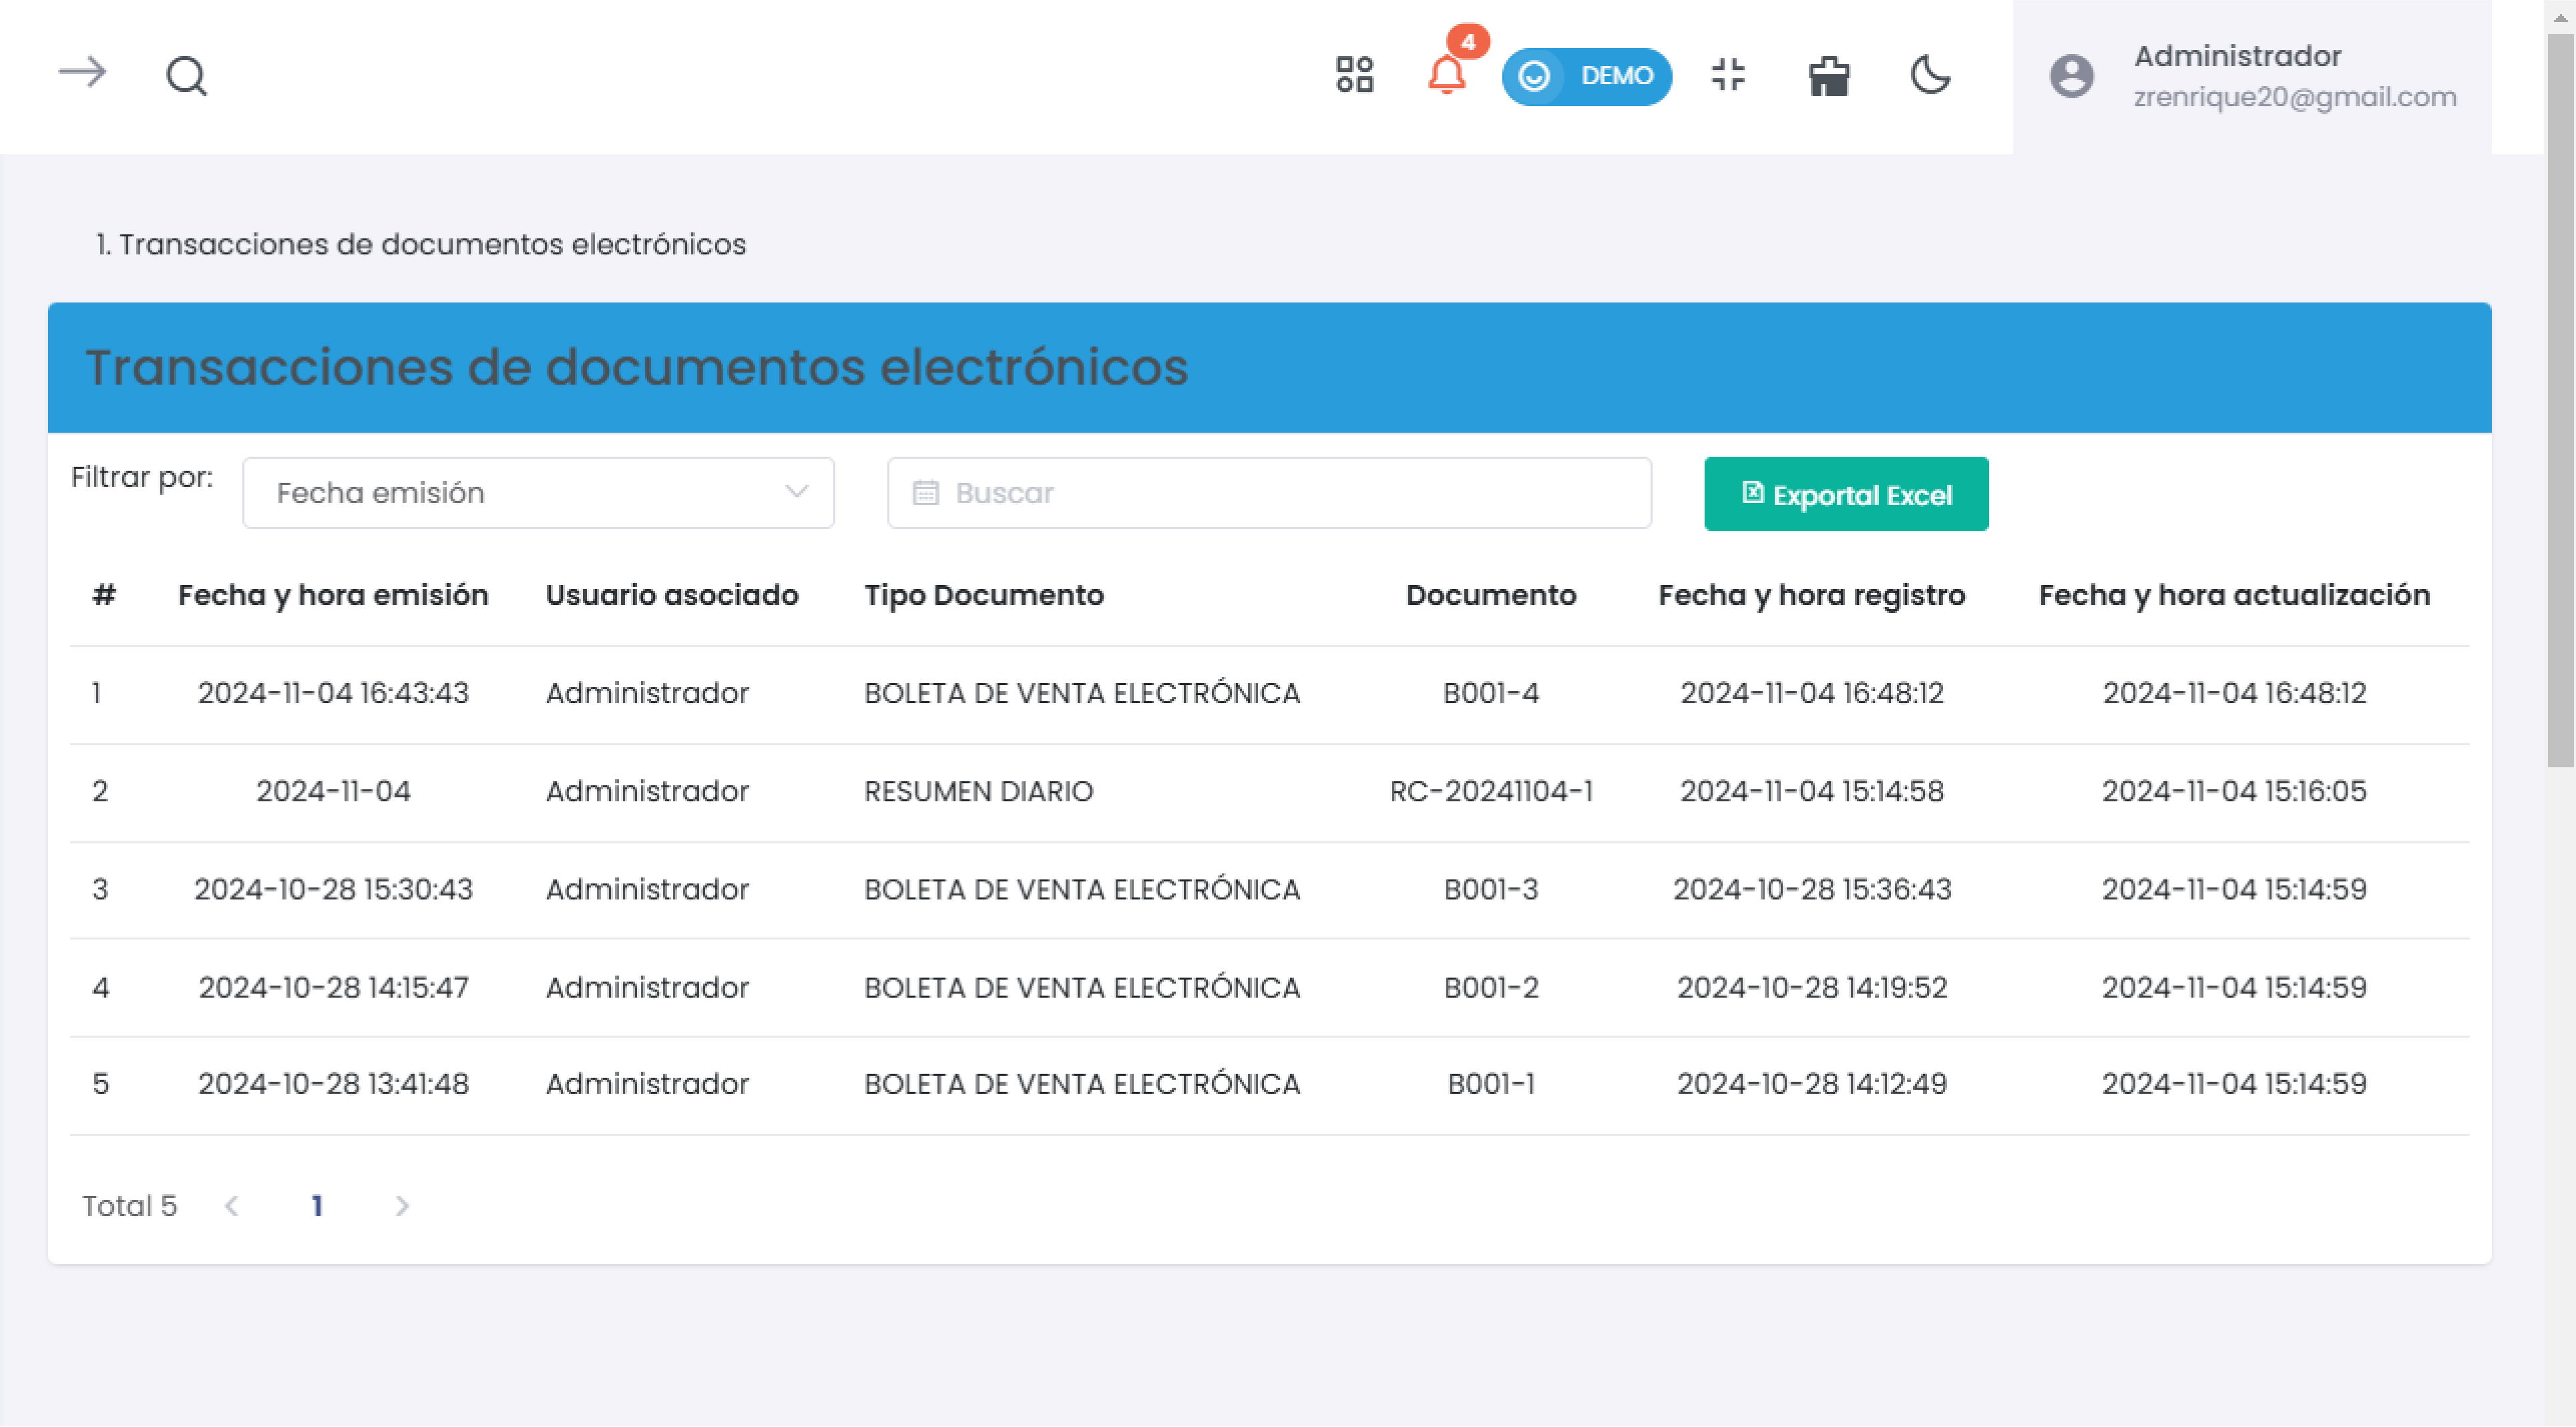 4
DEMO
Administrador
zrenrique20@gmail.com
1. Transacciones de documentos electrónicos
Transacciones de documentos electrónicos
Filtrar por: Fecha emisión Buscar Exportal Excel
# Fecha y hora emisión Usuario asociado Tipo Documento Documento Fecha y hora registro Fecha y hora actualización
1 2024-11-04 16:43:43 Administrador BOLETA DE VENTA ELECTRÓNICA B001-4 2024-11-04 16:48:12 2024-11-04 16:48:12
2 2024-11-04 Administrador RESUMEN DIARIO RC-20241104-1 2024-11-04 15:14:58 2024-11-04 15:16:05
3 2024-10-28 15:30:43 Administrador BOLETA DE VENTA ELECTRÓNICA B001-3 2024-10-28 15:36:43 2024-11-04 15:14:59
4 2024-10-28 14:15:47 Administrador BOLETA DE VENTA ELECTRÓNICA B001-2 2024-10-28 14:19:52 2024-11-04 15:14:59
5 2024-10-28 13:41:48 Administrador BOLETA DE VENTA ELECTRÓNICA B001-1 2024-10-28 14:12:49 2024-11-04 15:14:59
Total 5 1